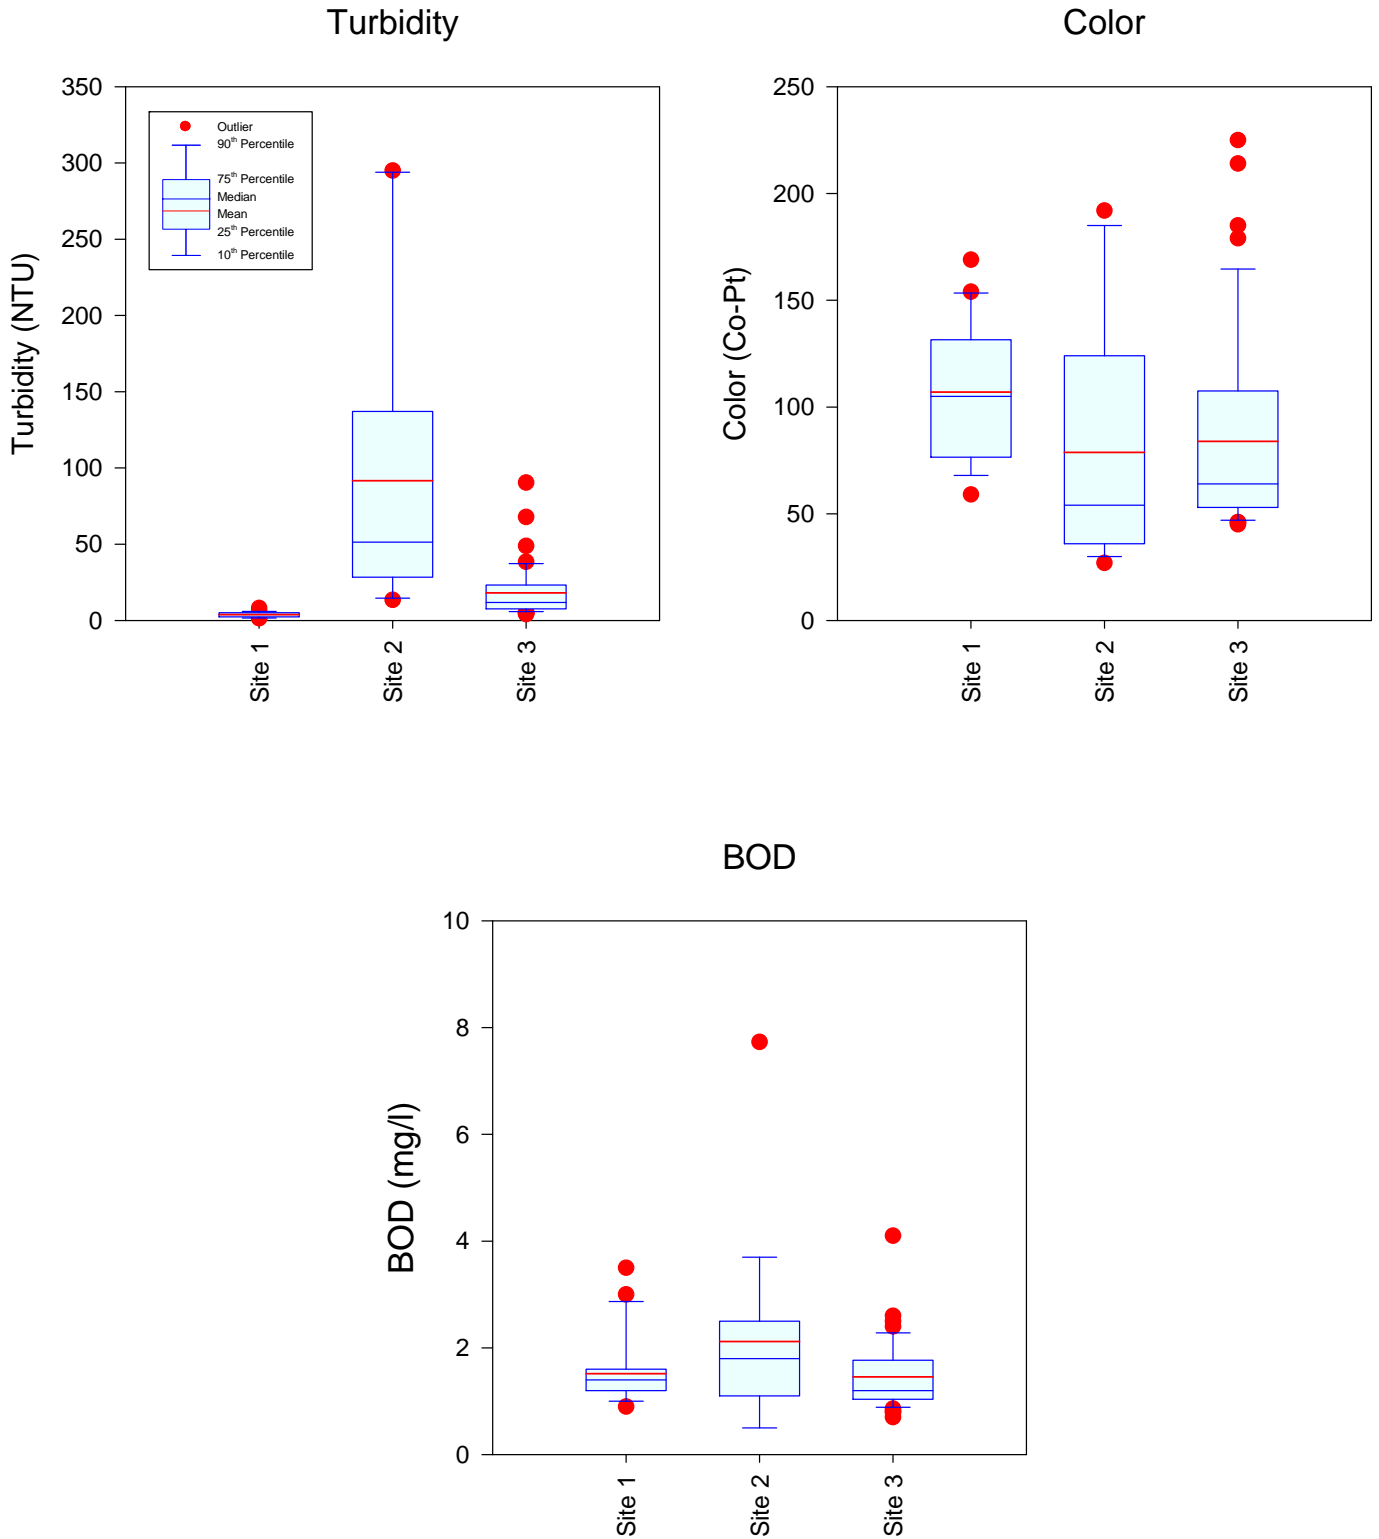 Turbidity
Color
350
300
250
200
150
100
50
0
Turbidity (NTU)
Outlier
90th Percentile
75th Percentile
Median
Mean
25th Percentile
10th Percentile
Site 1
Site 2
Site 3
250
200
150
100
50
0
Color (Co-Pt)
Site 1
Site 2
Site 3
BOD
10
8
6
4
2
0
BOD (mg/l)
Site 1
Site 2
Site 3